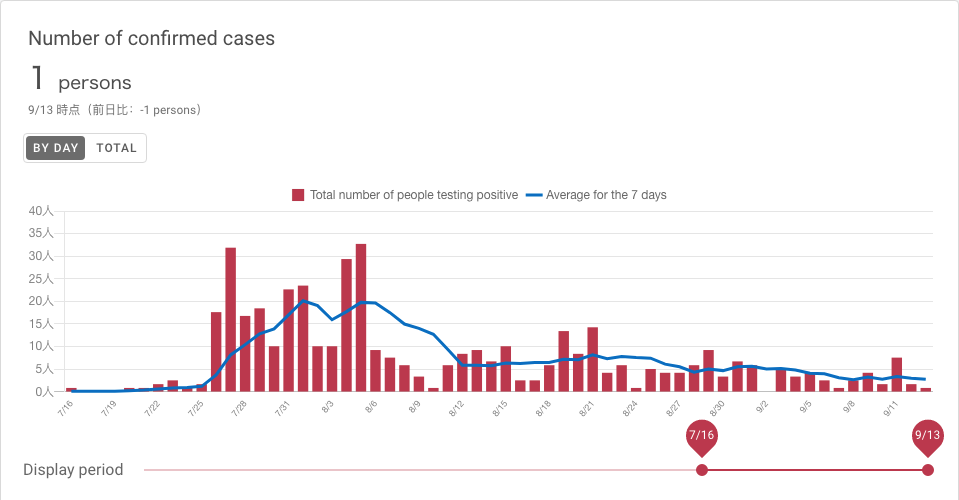 Number of confirmed cases
1 persons
9/13 時点（前日比：-1 persons）
BY DAY TOTAL
Total number of people testing positive Average for the 7 days
40人
35人
30人
25人
20人
15人
10人
5人
0人
7/16 7/19 7/22 7/25 7/28 7/31 8/3 8/6 8/9 8/12 8/15 8/18 8/21 8/24 8/27 8/30 9/2 9/5 9/8 9/11
7/16 9/13
Display period